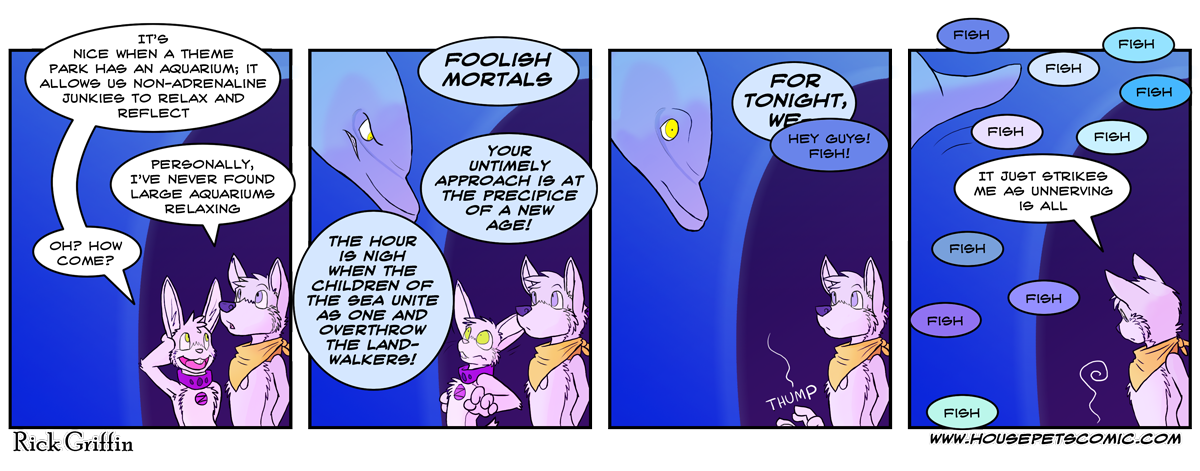 IT'S
NICE WHEN A THEME
PARK HAS AN AQUARIUM; IT
ALLOWS US NON-ADRENALINE
JUNKIES TO RELAX AND
REFLECT
PERSONALLY,
I'VE NEVER FOUND
LARGE AQUARIUMS
RELAXING
OH? HOW
COME?
FOOLISH
MORTALS
YOUR
UNTIMELY
APPROACH IS AT
THE PRECIPICE
OF A NEW
AGE!
THE HOUR
IS NIGH
WHEN THE
CHILDREN OF
THE SEA UNITE
AS ONE AND
OVERTHROW
THE LAND-
WALKERS!
FOR
TONIGHT,
WE-
HEY GUYS!
FISH!
THUMP
FISH
FISH
FISH
FISH
FISH
FISH
IT JUST STRIKES
ME AS UNNERVING
IS ALL
FISH
FISH
FISH
FISH
Rick Griffin
WWW.HOUSEPETSCOMIC.COM